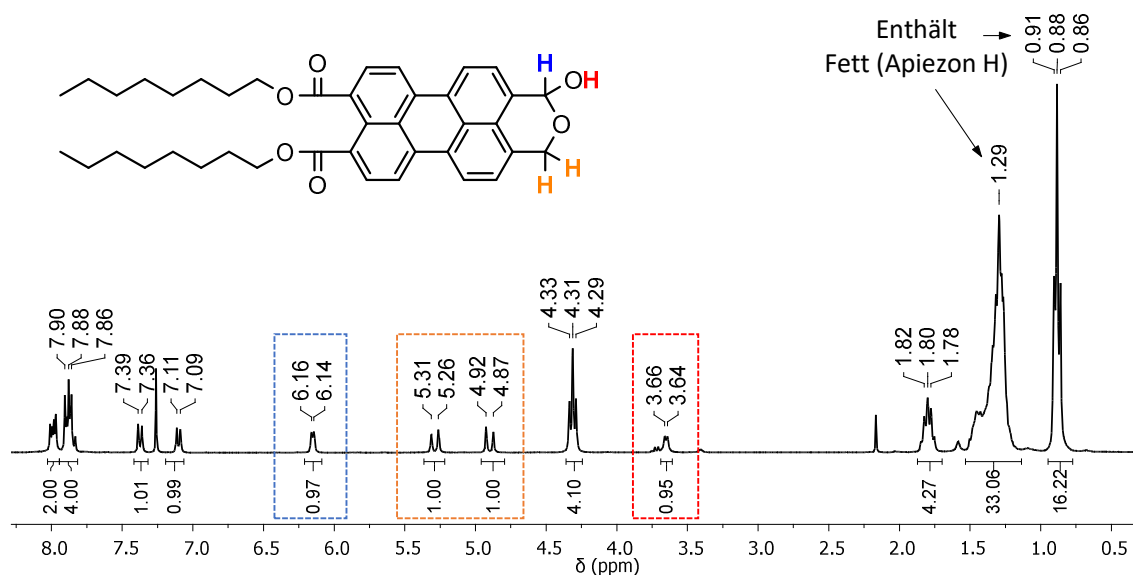 Enthält
Fett (Apiezon H)
0.91
0.88
0.86
1.29
H
OH
O
O
O
O
O
H
H
7.90
7.88
7.86
7.39
7.36
7.11
7.09
6.16
6.14
5.31
5.26
4.92
4.87
4.33
4.31
4.29
3.66
3.64
1.82
1.80
1.78
2.00
4.00
1.01
0.99
0.97
1.00
1.00
4.10
0.95
4.27
33.06
16.22
8.0 7.5 7.0 6.5 6.0 5.5 5.0 4.5 4.0 3.5 3.0 2.5 2.0 1.5 1.0 0.5
δ (ppm)